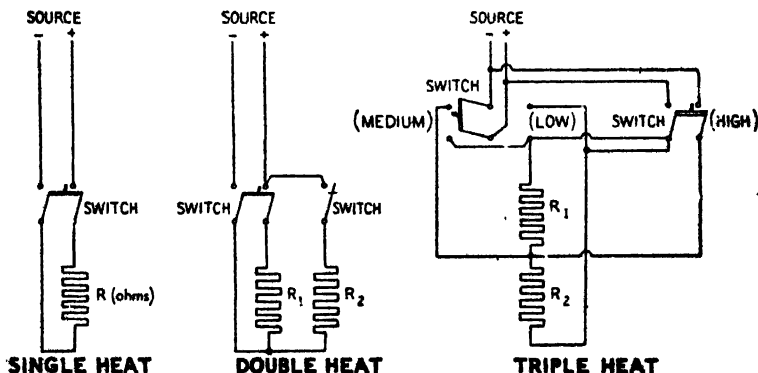 SOURCE
- +
SWITCH
R (ohms)
SINGLE HEAT
SOURCE
- +
SWITCH
SWITCH
R1
R2
DOUBLE HEAT
SOURCE
- +
SWITCH
(MEDIUM)
(LOW)
SWITCH
(HIGH)
R1
R2
TRIPLE HEAT